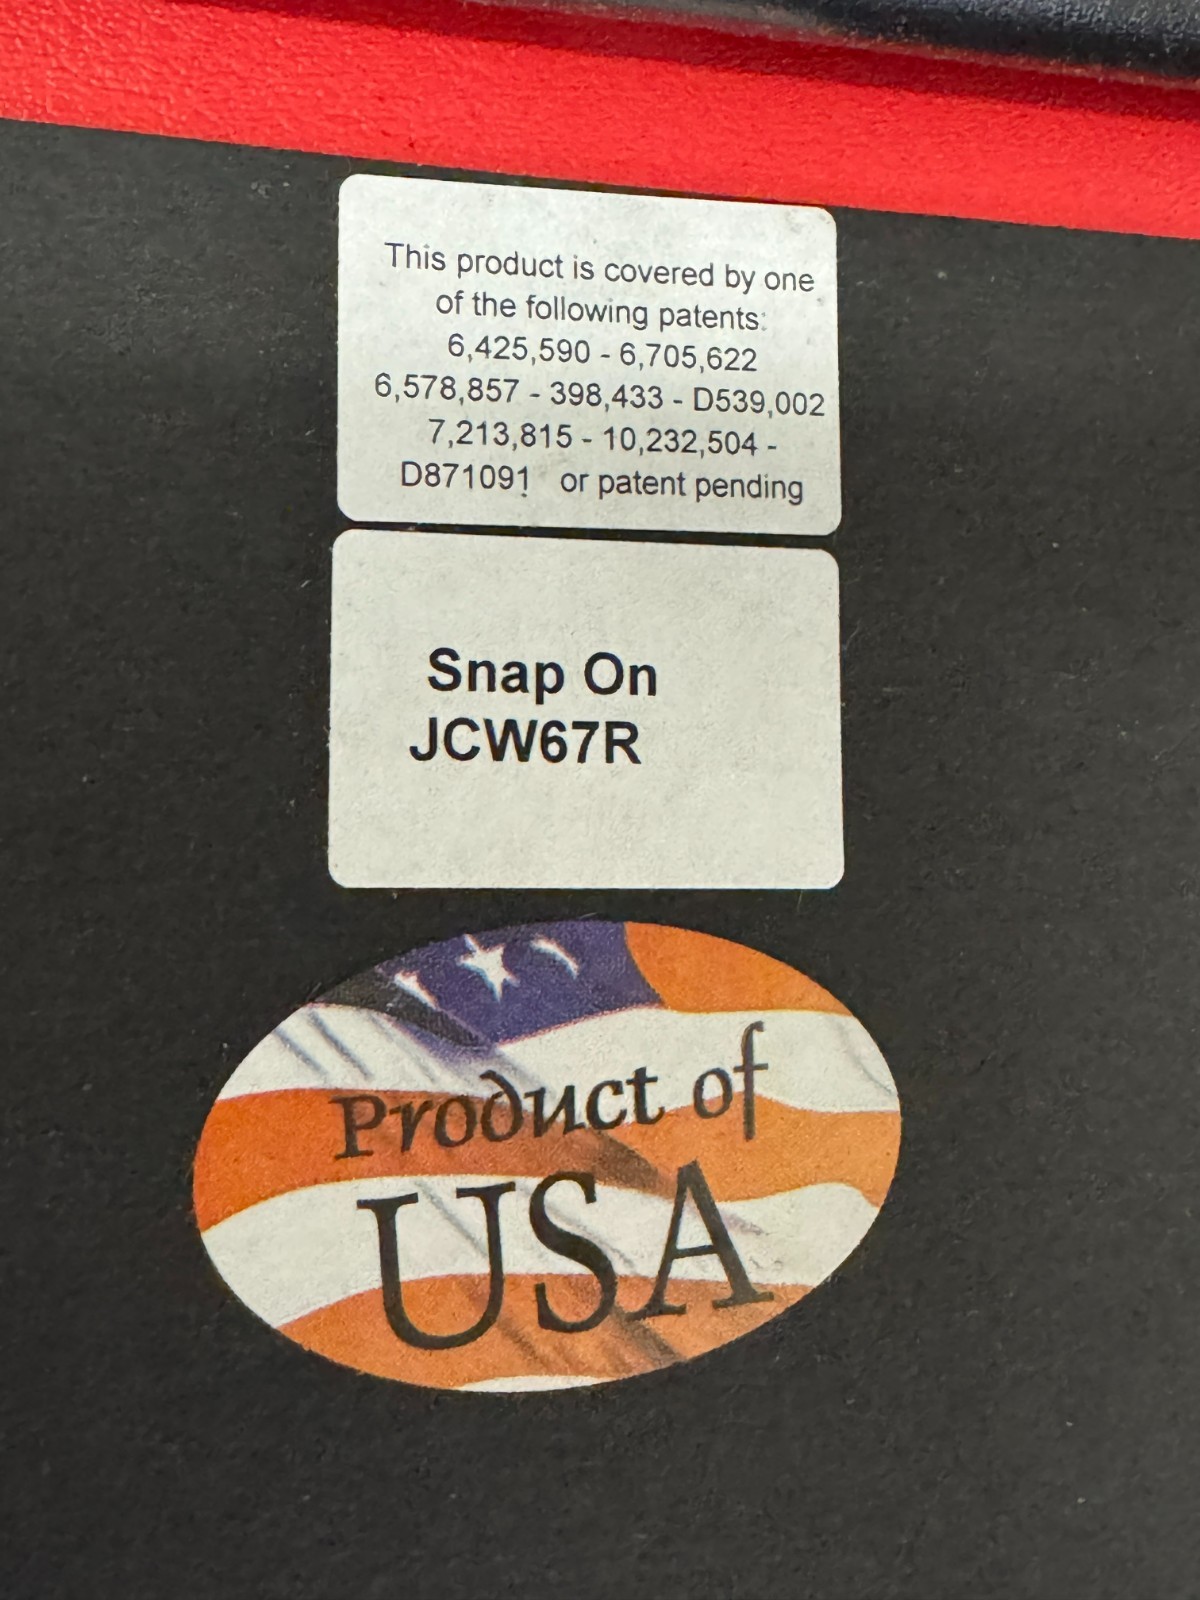 This product is covered by one
of the following patents:
6,425,590 - 6,705,622
6,578,857 - 398,433 - D539,002
7,213,815 - 10,232,504 -
D871091 or patent pending
Snap On
JCW67R
Product of
USA